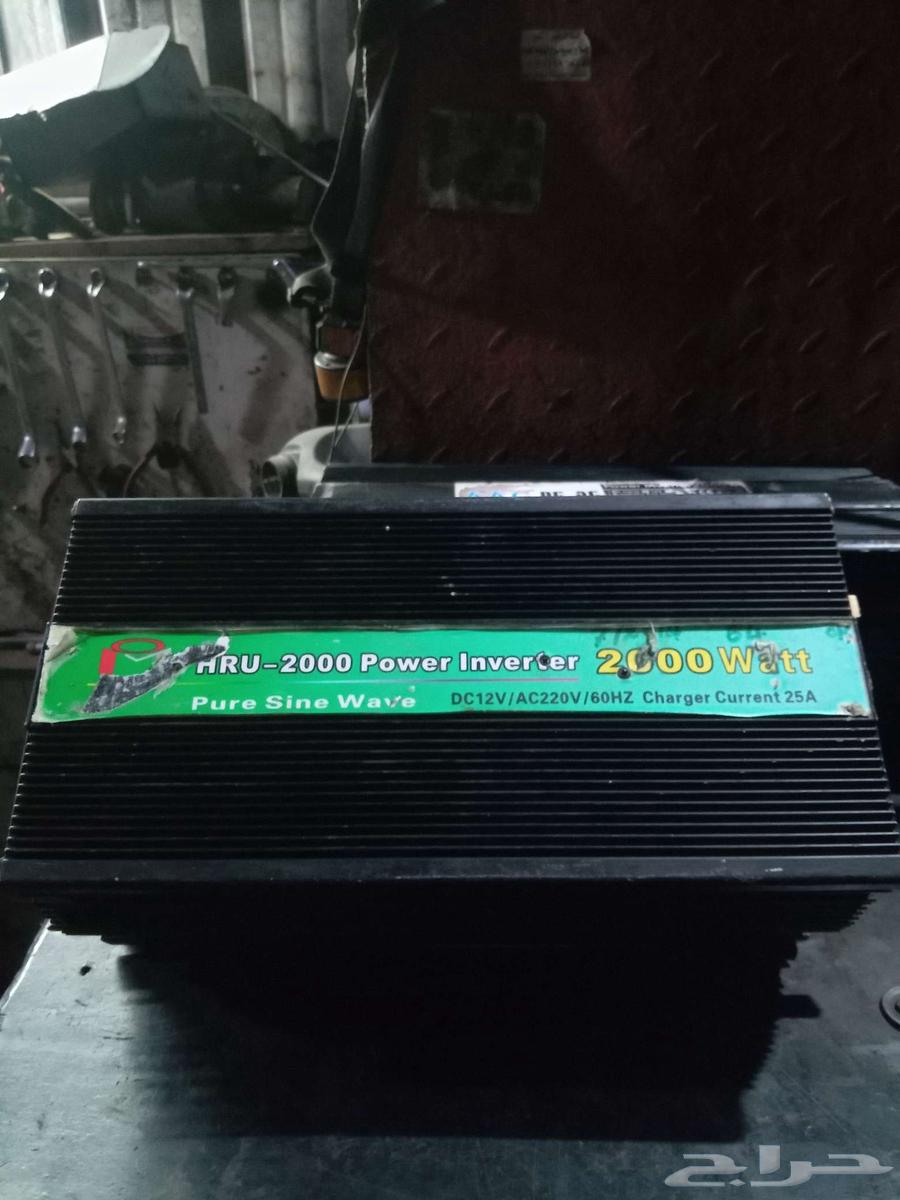 HRU-2000 Power Inverter 2000 Watt
Pure Sine Wave DC12V/AC220V/60HZ Charger Current 25A
حراج